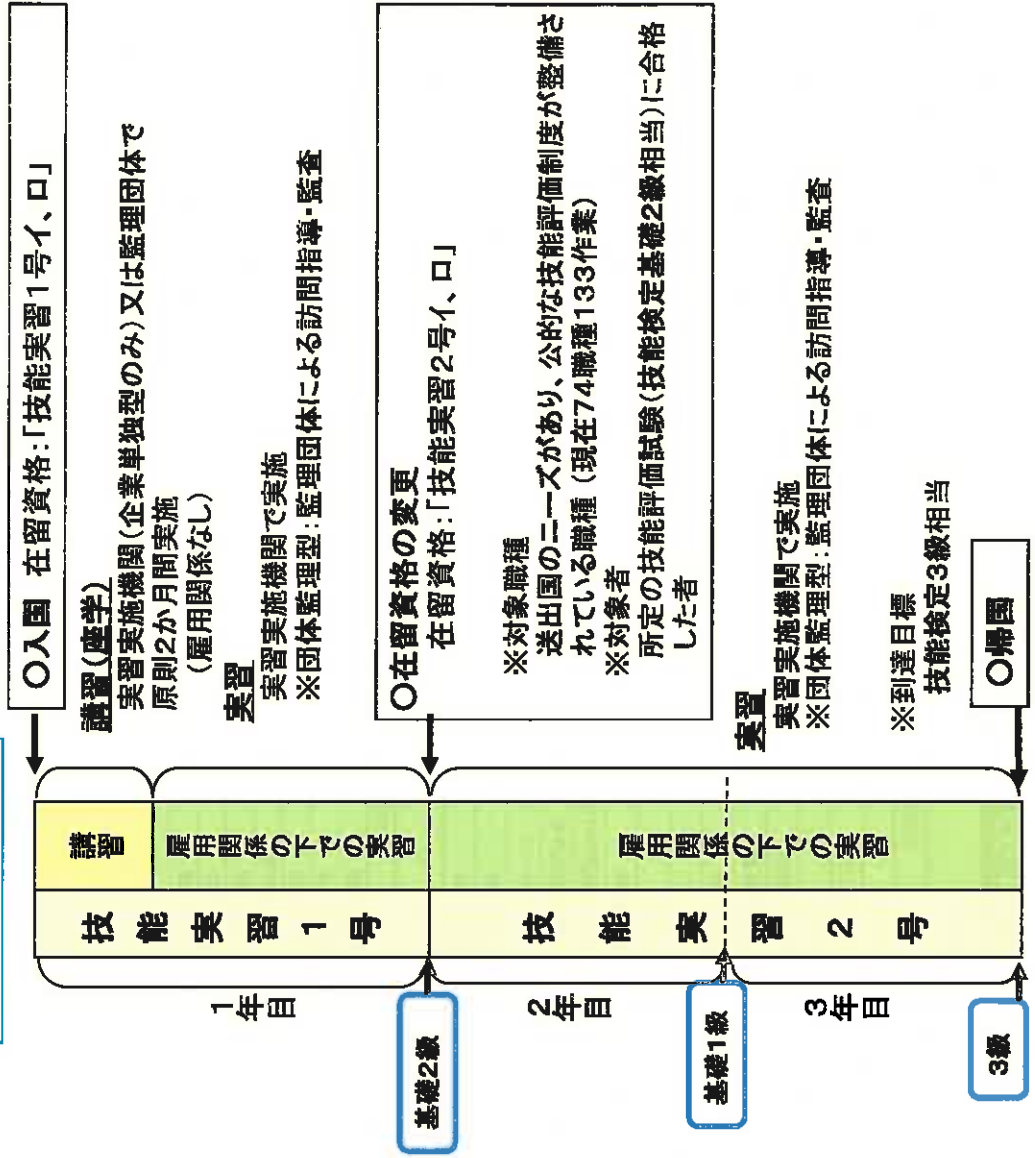 〇入国 在留資格:「技能実習1号イ、ロ」
講習(座学)
実習実施機関(企業単独型のみ)又は監理団体で
原則2か月間実施
(雇用関係なし)
実習
実習実施機関で実施
※団体監理型:監理団体による訪問指導・監査
〇在留資格の変更
在留資格:「技能実習2号イ、ロ」
※対象職種
送出国のニーズがあり、公的な技能評価制度が整備さ
れている職種(現在74職種133作業)
※対象者
所定の技能評価試験(技能検定基礎2級相当)に合格
した者
実習
実習実施機関で実施
※団体監理型:監理団体による訪問指導・監査
※到達目標
技能検定3級相当
〇帰国
講習
雇用関係の下での実習
雇用関係の下での実習
技能実習1号
技能実習2号
1年目
2年目
3年目
基礎2級
基礎1級
3級